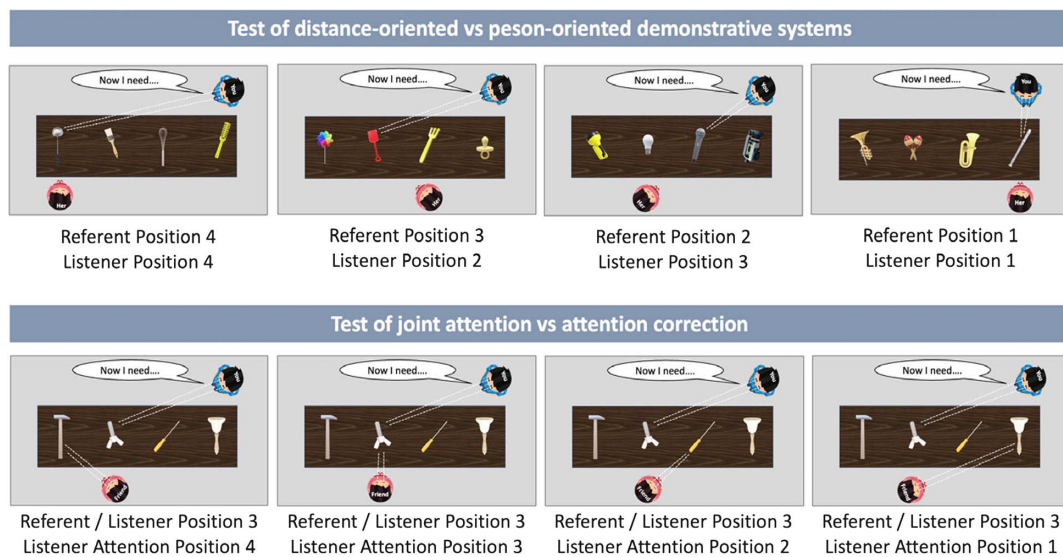 Test of distance-oriented vs peson-oriented demonstrative systems
Now I need....
You
Her
Now I need....
You
Her
Now I need....
You
Her
Now I need....
You
Her
Referent Position 4
Listener Position 4
Referent Position 3
Listener Position 2
Referent Position 2
Listener Position 3
Referent Position 1
Listener Position 1
Test of joint attention vs attention correction
Now I need....
You
Friend
Now I need....
You
Friend
Now I need....
You
Friend
Now I need....
You
Friend
Referent / Listener Position 3
Listener Attention Position 4
Referent / Listener Position 3
Listener Attention Position 3
Referent / Listener Position 3
Listener Attention Position 2
Referent / Listener Position 3
Listener Attention Position 1